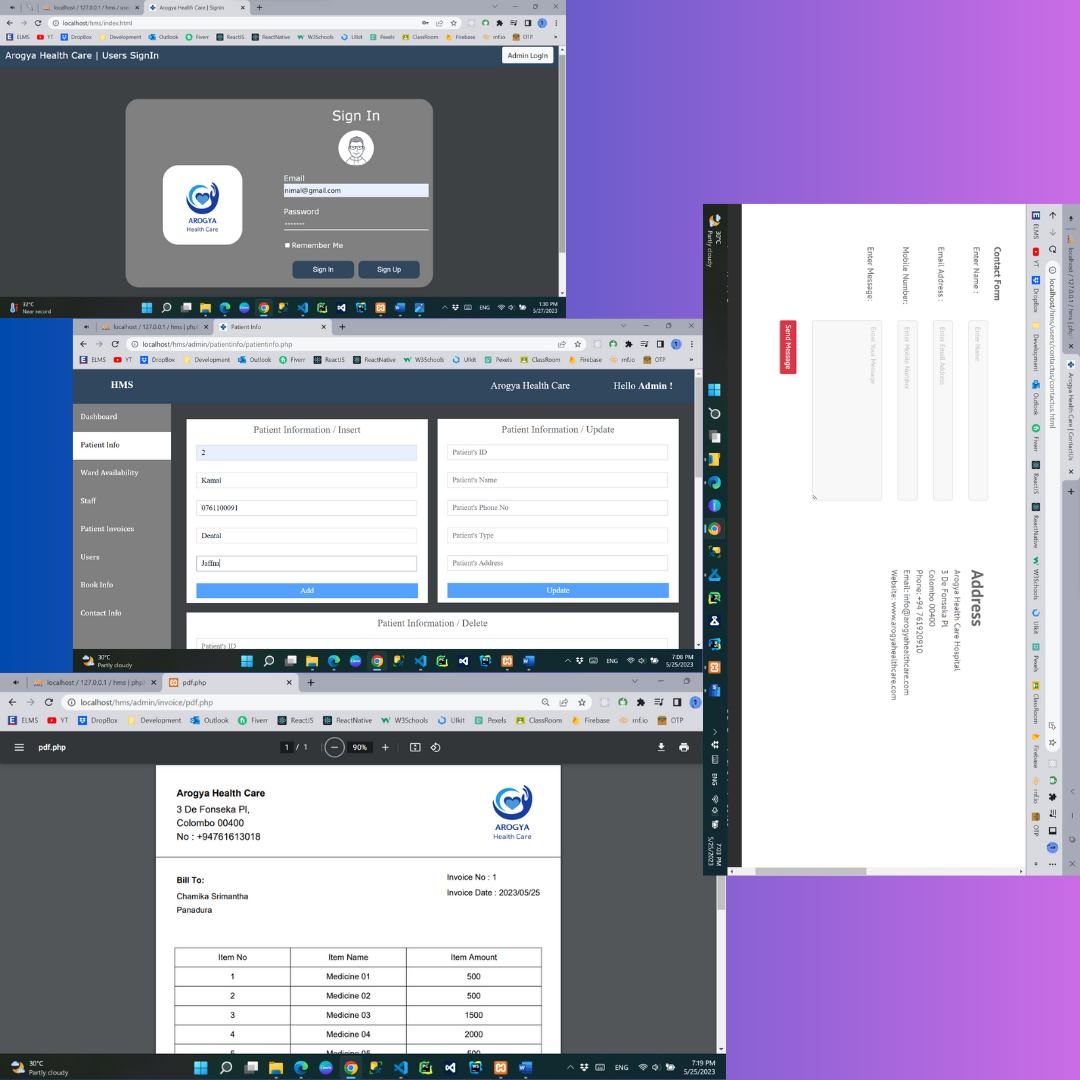 localhost / 127.0.0.1 / hms / use
Arogya Health Care | SignIn
localhost/hms/index.html
ELMS YT DropBox Development Outlook Fiverr ReactJS ReactNative W3Schools UIkit Pexels ClassRoom Firebase rnf.io OTP
Arogya Health Care | Users SignIn
Admin Login
Sign In
AROGYA
Health Care
Email
nimal@gmail.com
Password
Remember Me
Sign In
Sign Up
32°C
Near record
ENG
1:30 PM
5/27/2023
localhost / 127.0.0.1 / hms | phpl
Patient Info
localhost/hms/admin/patientinfo/patientinfo.php
ELMS YT DropBox Development Outlook Fiverr ReactJS ReactNative W3Schools UIkit Pexels ClassRoom Firebase rnf.io OTP
HMS
Arogya Health Care
Hello Admin !
Dashboard
Patient Info
Ward Availability
Staff
Patient Invoices
Users
Book Info
Contact Info
Patient Information / Insert
2
Kamal
0761100091
Dental
Jaffna
Add
Patient Information / Update
Patient's ID
Patient's Name
Patient's Phone No
Patient's Type
Patient's Address
Update
Patient Information / Delete
Patient's ID
30°C
Partly cloudy
ENG
7:08 PM
5/25/2023
localhost / 127.0.0.1 / hms | phpl
pdf.php
localhost/hms/admin/invoice/pdf.php
ELMS YT DropBox Development Outlook Fiverr ReactJS ReactNative W3Schools UIkit Pexels ClassRoom Firebase rnf.io OTP
pdf.php
1 / 1
90%
Arogya Health Care
3 De Fonseka Pl,
Colombo 00400
No : +94761613018
AROGYA
Health Care
Bill To:
Chamika Srimantha
Panadura
Invoice No : 1
Invoice Date : 2023/05/25
Item No Item Name Item Amount
1 Medicine 01 500
2 Medicine 02 500
3 Medicine 03 1500
4 Medicine 04 2000
5 Medicine 05 500
30°C
Partly cloudy
ENG
7:19 PM
5/25/2023
localhost / 127.0.0.1 / hms | phpl
Arogya Health Care | ContactUs
localhost/hms/users/contactus/contactus.html
ELMS YT DropBox Development Outlook Fiverr ReactJS ReactNative W3Schools UIkit Pexels ClassRoom Firebase rnf.io OTP
Contact Form
Enter Name :
Enter Name
Email Address :
Enter Email Address
Mobile Number:
Enter Mobile Number
Enter Message:
Enter Your Message
Send Message
Address
Arogya Health Care Hospital
3 De Fonseka Pl
Colombo 00400
Phone:+94 761920910
Email: info@arogyahealthcare.com
Website: www.arogyahealthcare.com
30°C
Partly cloudy
ENG
7:03 PM
5/25/2023